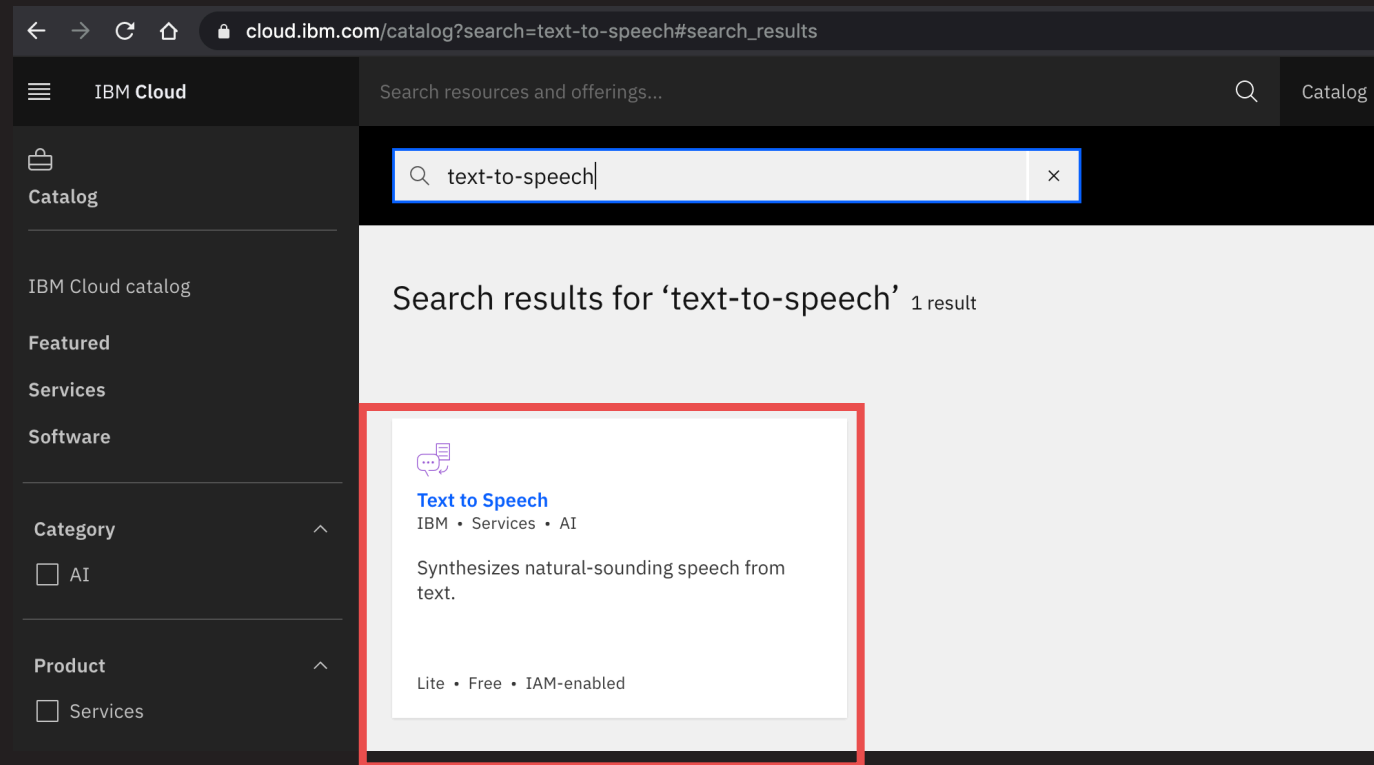 cloud.ibm.com/catalog?search=text-to-speech#search_results
IBM Cloud
Search resources and offerings...
Catalog
Catalog
text-to-speech
IBM Cloud catalog
Featured
Services
Software
Category
AI
Product
Services
Search results for ‘text-to-speech’ 1 result
Text to Speech
IBM • Services • AI
Synthesizes natural-sounding speech from
text.
Lite • Free • IAM-enabled